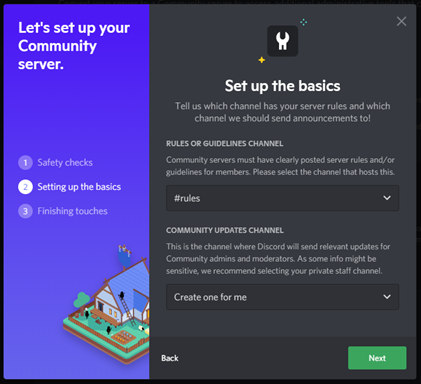 Let's set up your
Community
server.
1 Safety checks
2 Setting up the basics
3 Finishing touches
Set up the basics
Tell us which channel has your server rules and which
channel we should send announcements to!
RULES OR GUIDELINES CHANNEL
Community servers must have clearly posted server rules and/or
guidelines for members. Please select the channel that hosts this.
#rules
COMMUNITY UPDATES CHANNEL
This is the channel where Discord will send relevant updates for
Community admins and moderators. As some info might be
sensitive, we recommend selecting your private staff channel.
Create one for me
Back
Next